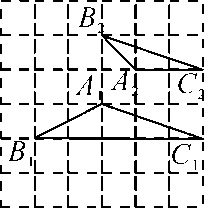 B₂
A₂ C₂
A₁
B₁ C₁